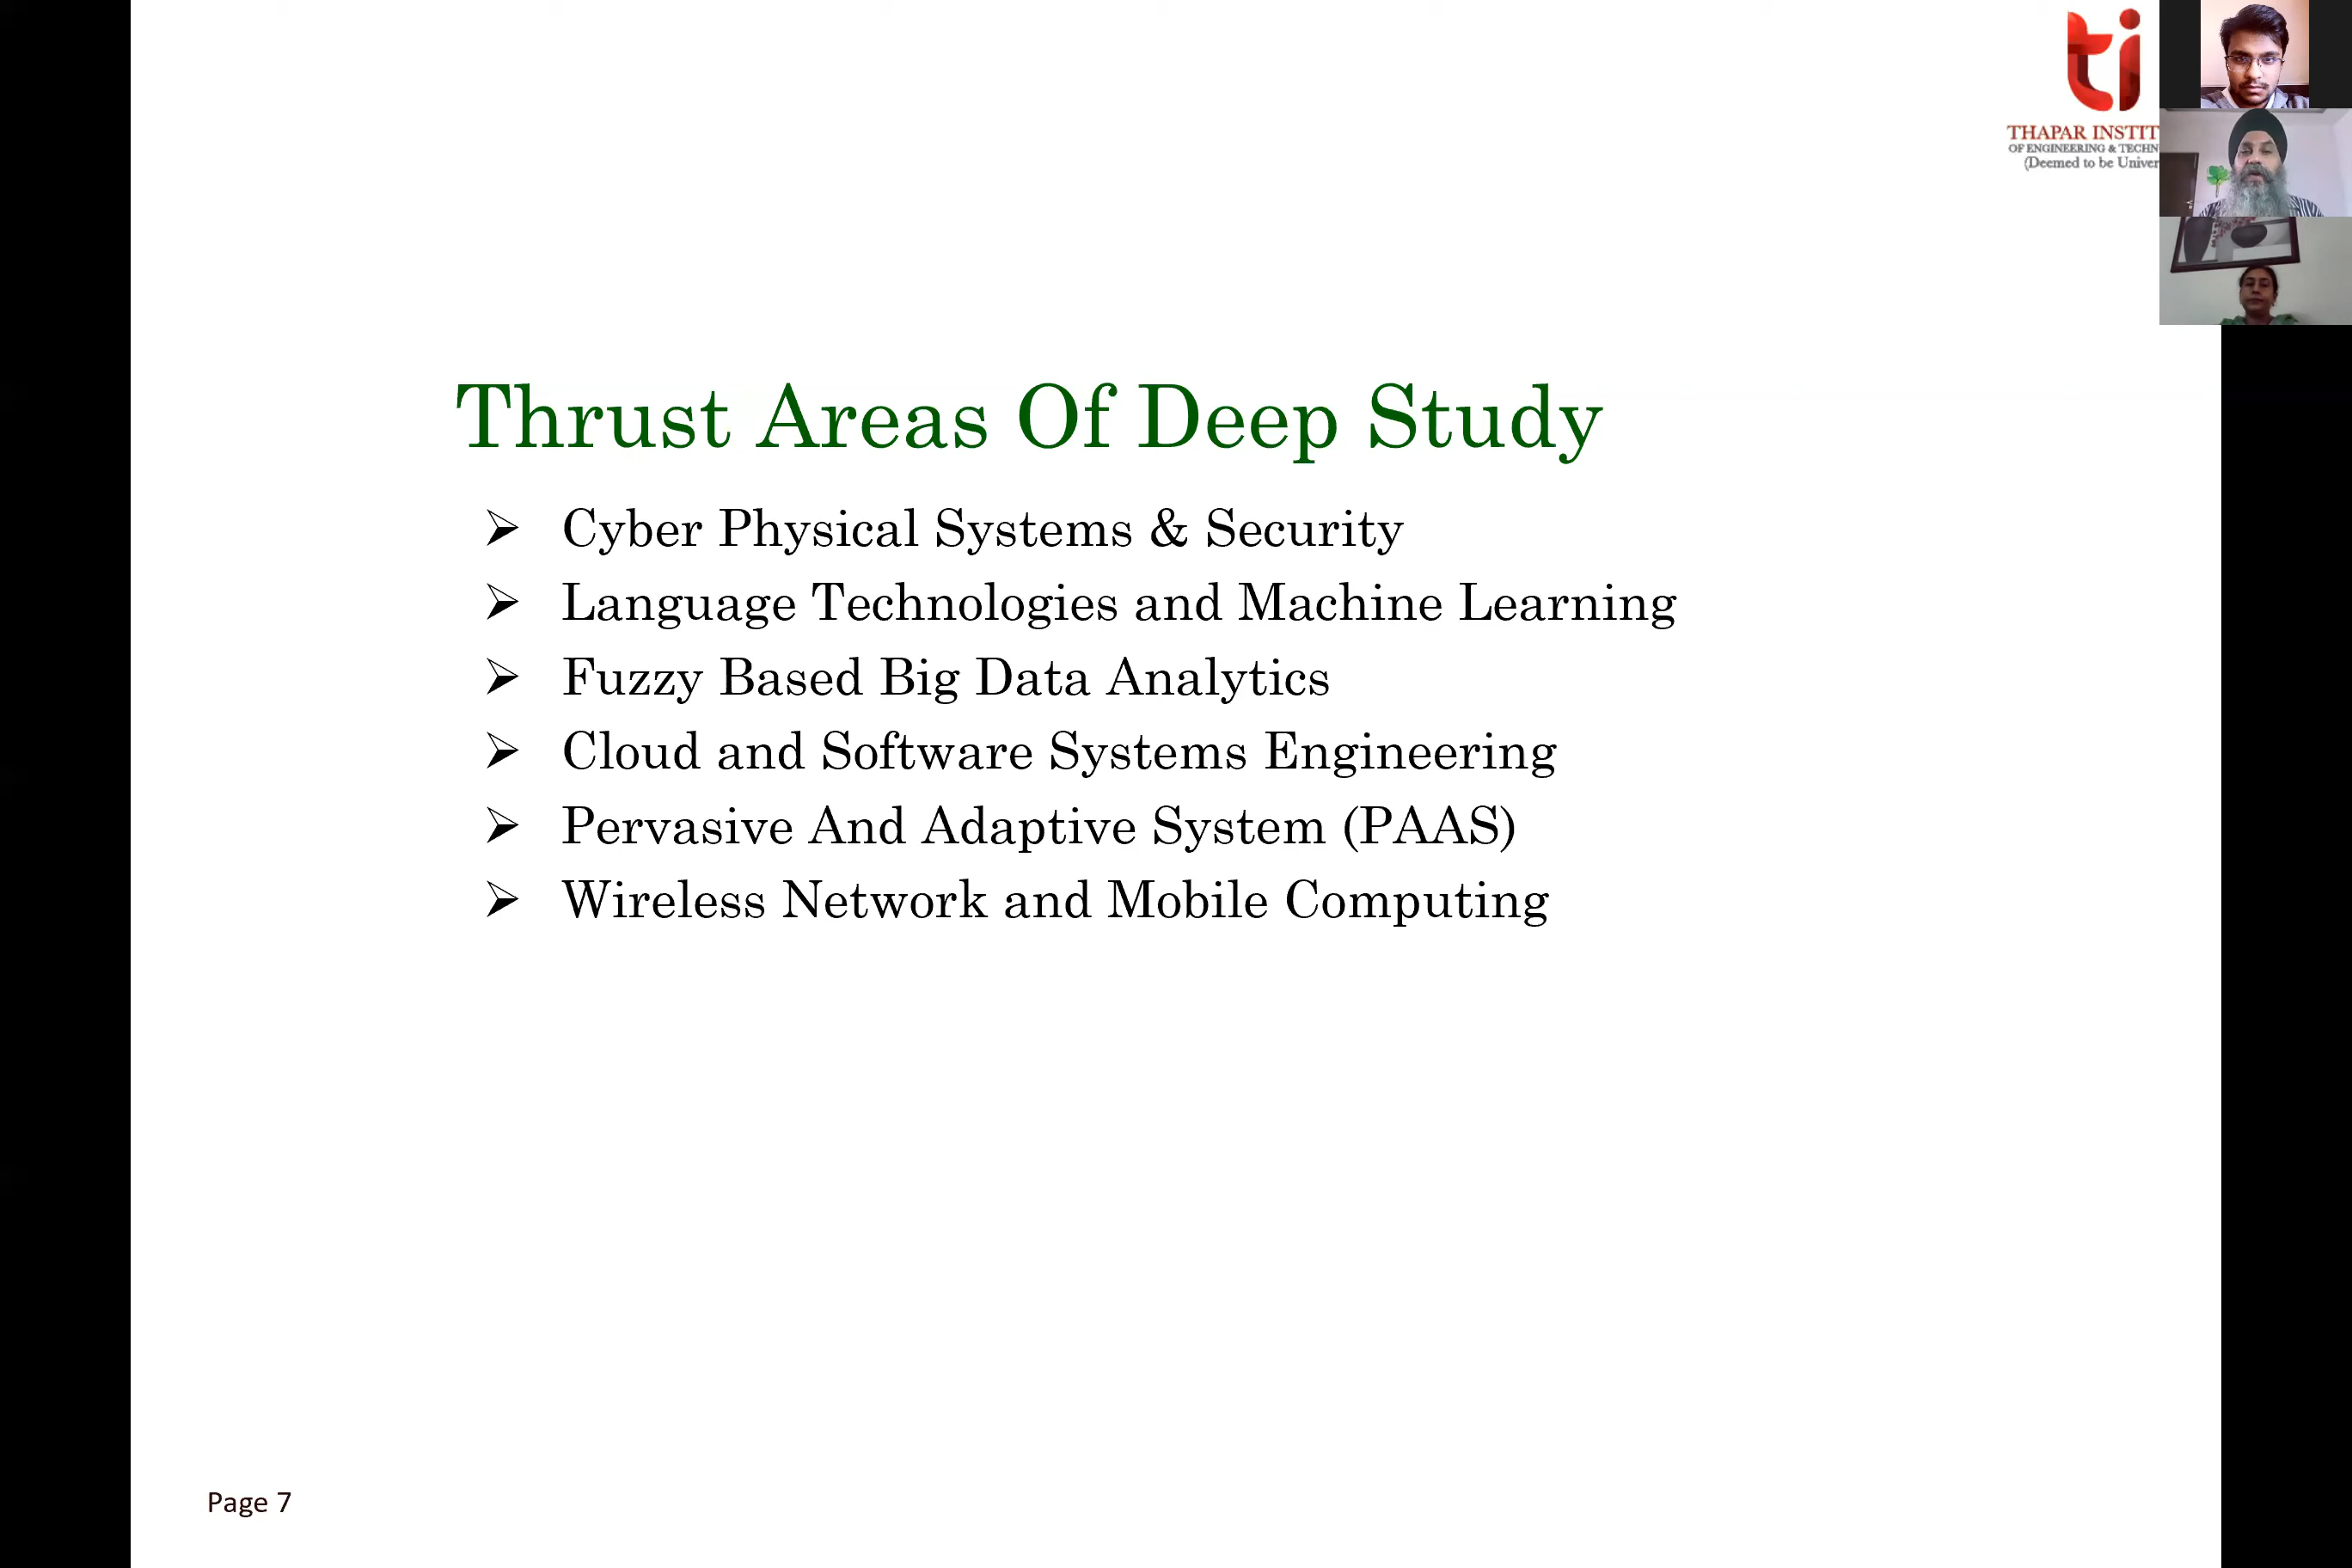 THAPAR INSTIT
OF ENGINEERING & TECHN
(Deemed to be Univer
Thrust Areas Of Deep Study
Cyber Physical Systems & Security
Language Technologies and Machine Learning
Fuzzy Based Big Data Analytics
Cloud and Software Systems Engineering
Pervasive And Adaptive System (PAAS)
Wireless Network and Mobile Computing
Page 7